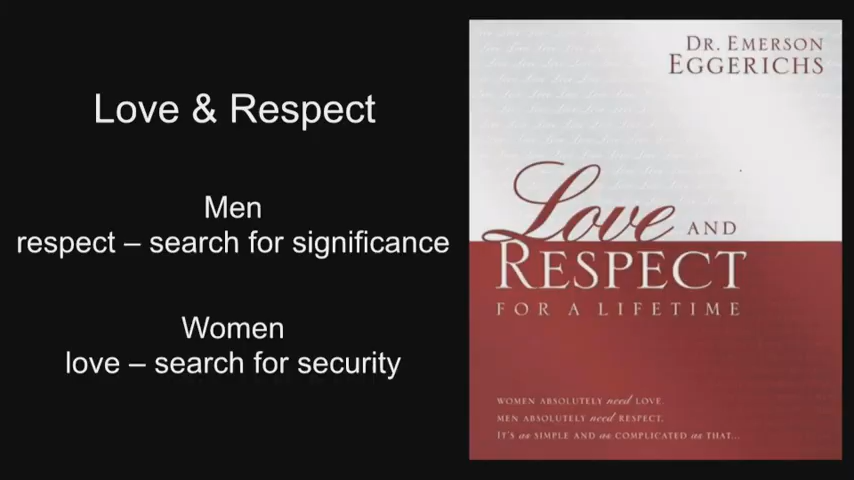 Love & Respect
Men
respect – search for significance
Women
love – search for security
DR. EMERSON
EGGERICHS
Love AND
RESPECT
FOR A LIFETIME
WOMEN ABSOLUTELY need LOVE.
MEN ABSOLUTELY need RESPECT.
IT'S as SIMPLE AND as COMPLICATED as THAT...